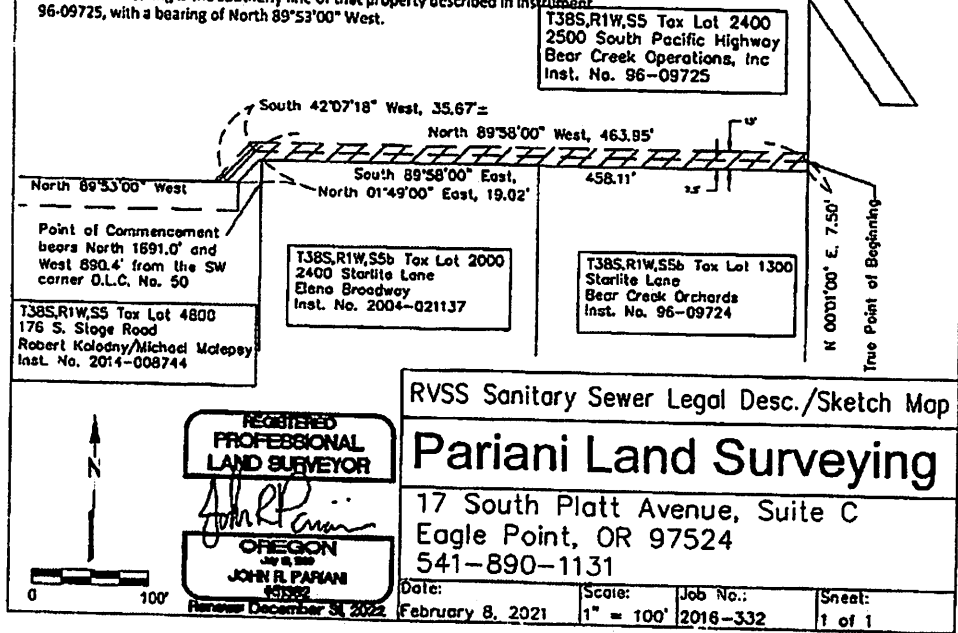 96-09725, with a bearing of North 89°53'00" West.
T38S,R1W,S5 Tax Lot 2400
2500 South Pacific Highway
Bear Creek Operations, Inc
Inst. No. 96-09725
South 42°07'18" West, 35.67'±
North 89°58'00" West, 463.95'
South 89°58'00" East,
458.11'
North 01°49'00" East, 19.02'
North 89°53'00" West
Point of Commencement
bears North 1691.0' and
West 890.4' from the SW
corner D.L.C. No. 50
N 00°01'00" E, 7.50'
True Point of Beginning
T38S,R1W,S5b Tax Lot 2000
2400 Starlite Lane
Elena Broadway
Inst. No. 2004-021137
T38S,R1W,S5b Tax Lot 1300
Starlite Lane
Bear Creek Orchards
Inst. No. 96-09724
T38S,R1W,S5 Tax Lot 4800
176 S. Stage Road
Robert Kolodny/Michael Malepsy
Inst. No. 2014-008744
N
0 100'
REGISTERED
PROFESSIONAL
LAND SURVEYOR
John R Pariani
OREGON
JOHN R. PARIANI
Renewal December 31, 2022
RVSS Sanitary Sewer Legal Desc./Sketch Map
Pariani Land Surveying
17 South Platt Avenue, Suite C
Eagle Point, OR 97524
541-890-1131
Date: Scale: Job No.: Sheet:
February 8, 2021 1" = 100' 2016-332 1 of 1